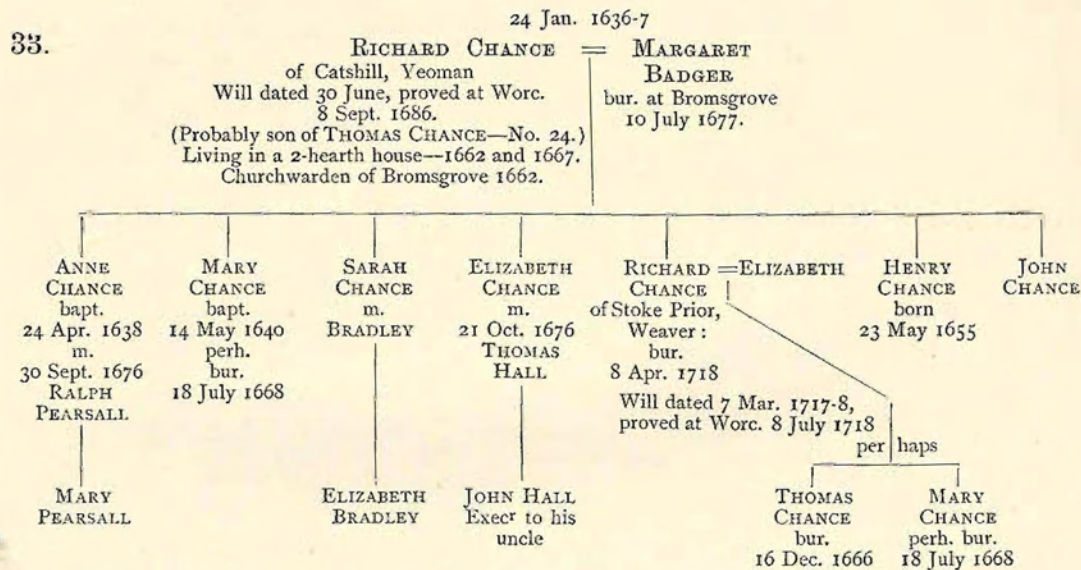 33.
24 Jan. 1636-7
RICHARD CHANCE = MARGARET
BADGER
of Catshill, Yeoman
Will dated 30 June, proved at Worc.
8 Sept. 1686.
(Probably son of THOMAS CHANCE—No. 24.)
Living in a 2-hearth house—1662 and 1667.
Churchwarden of Bromsgrove 1662.
bur. at Bromsgrove
10 July 1677.
ANNE
CHANCE
bapt.
24 Apr. 1638
m.
30 Sept. 1676
RALPH
PEARSALL
MARY
CHANCE
bapt.
14 May 1640
perh.
bur.
18 July 1668
SARAH
CHANCE
m.
BRADLEY
ELIZABETH
CHANCE
m.
21 Oct. 1676
THOMAS
HALL
RICHARD = ELIZABETH
CHANCE
of Stoke Prior,
Weaver :
bur.
8 Apr. 1718
Will dated 7 Mar. 1717-8,
proved at Worc. 8 July 1718
HENRY
CHANCE
born
23 May 1655
JOHN
CHANCE
per haps
MARY
PEARSALL
ELIZABETH
BRADLEY
JOHN HALL
Execr to his
uncle
THOMAS
CHANCE
bur.
16 Dec. 1666
MARY
CHANCE
perh. bur.
18 July 1668